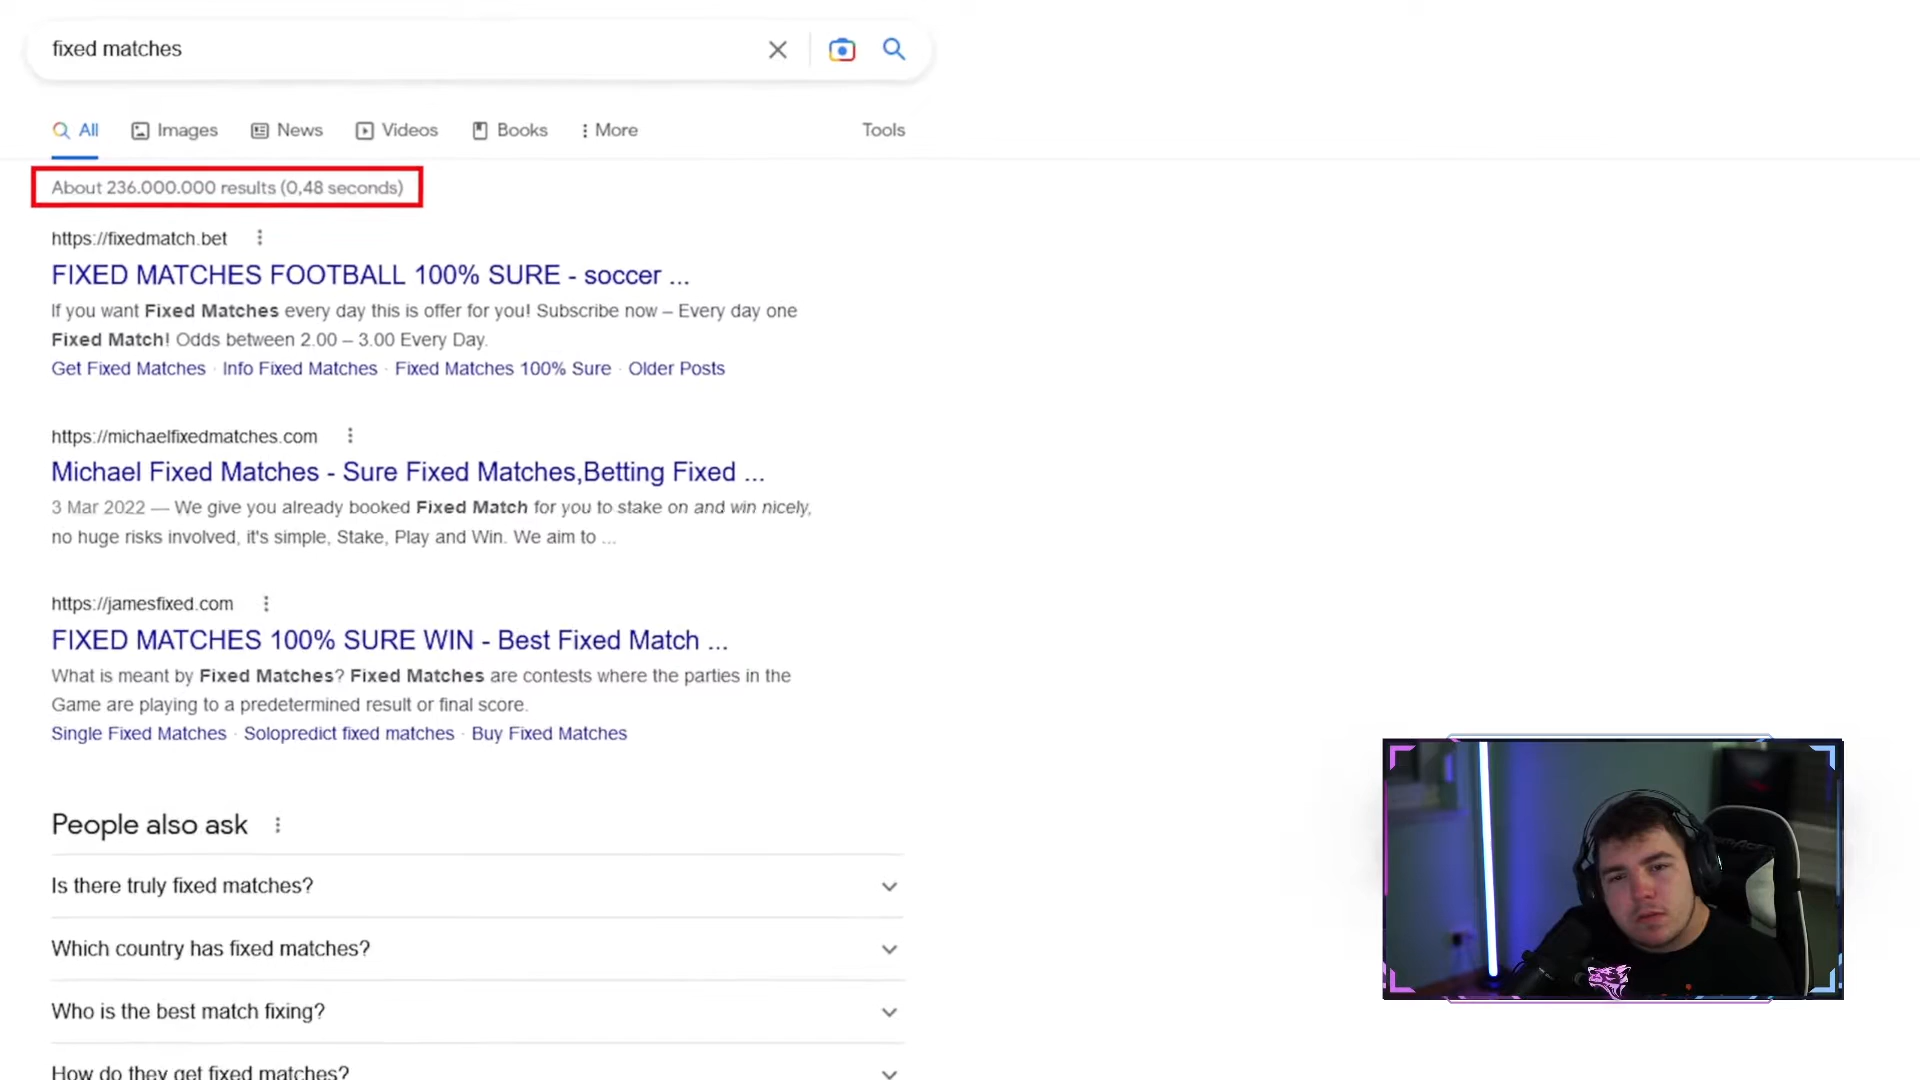 fixed matches
All Images News Videos Books More Tools
About 236.000.000 results (0,48 seconds)
https://fixedmatch.bet
FIXED MATCHES FOOTBALL 100% SURE - soccer ...
If you want Fixed Matches every day this is offer for you! Subscribe now – Every day one
Fixed Match! Odds between 2.00 – 3.00 Every Day.
Get Fixed Matches · Info Fixed Matches · Fixed Matches 100% Sure · Older Posts
https://michaelfixedmatches.com
Michael Fixed Matches - Sure Fixed Matches,Betting Fixed ...
3 Mar 2022 — We give you already booked Fixed Match for you to stake on and win nicely,
no huge risks involved, it's simple, Stake, Play and Win. We aim to ...
https://jamesfixed.com
FIXED MATCHES 100% SURE WIN - Best Fixed Match ...
What is meant by Fixed Matches? Fixed Matches are contests where the parties in the
Game are playing to a predetermined result or final score.
Single Fixed Matches · Solopredict fixed matches · Buy Fixed Matches
People also ask
Is there truly fixed matches?
Which country has fixed matches?
Who is the best match fixing?
How do they get fixed matches?